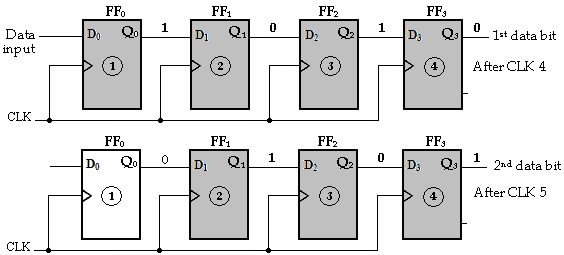 FF₀ FF₁ FF₂ FF₃
Data input D₀ Q₀ 1 D₁ Q₁ 0 D₂ Q₂ 1 D₃ Q₃ 0 1st data bit
1 2 3 4 After CLK 4
CLK
FF₀ FF₁ FF₂ FF₃
D₀ Q₀ 0 D₁ Q₁ 1 D₂ Q₂ 0 D₃ Q₃ 1 2nd data bit
1 2 3 4 After CLK 5
CLK